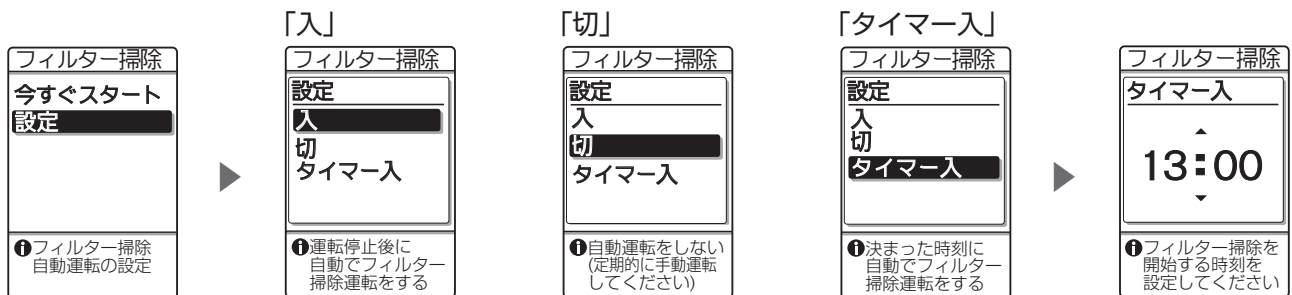 フィルター掃除
今すぐスタート
設定
❶フィルター掃除
自動運転の設定
「入」
フィルター掃除
設定
入
切
タイマー入
❶運転停止後に
自動でフィルター
掃除運転をする
「切」
フィルター掃除
設定
入
切
タイマー入
❶自動運転をしない
(定期的に手動運転
してください)
「タイマー入」
フィルター掃除
設定
入
切
タイマー入
❶決まった時刻に
自動でフィルター
掃除運転をする
フィルター掃除
タイマー入
13:00
❶フィルター掃除を
開始する時刻を
設定してください